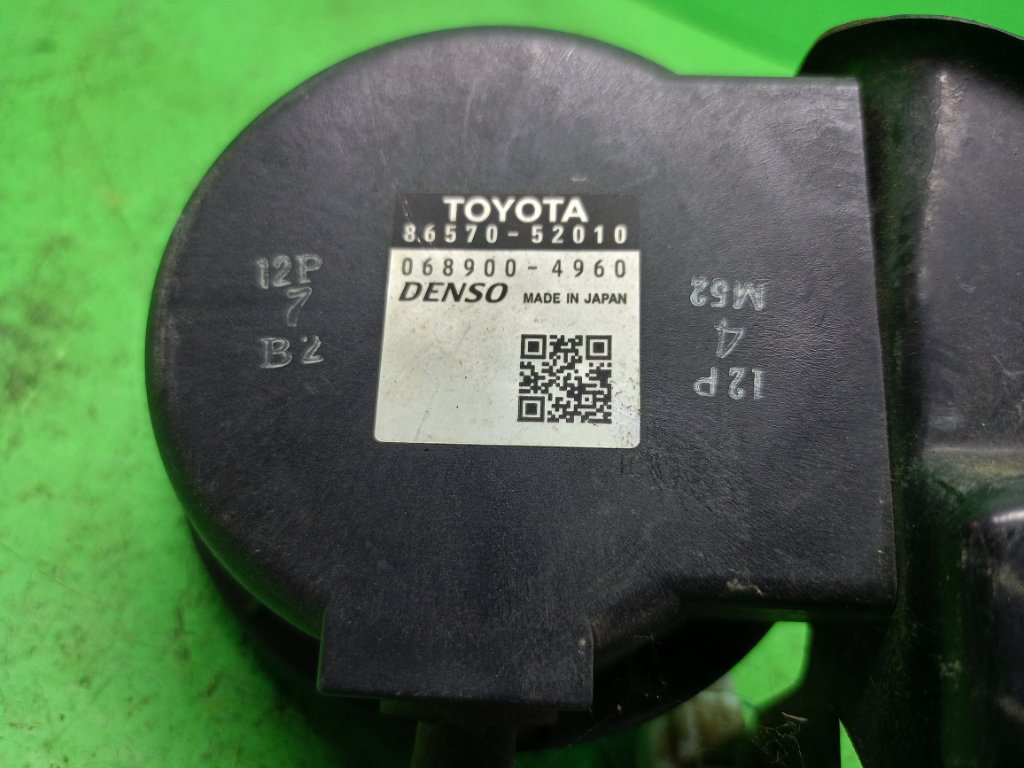 TOYOTA
86570-52010
068900-4960
DENSO MADE IN JAPAN
12P
7
B2
M52
4
12P